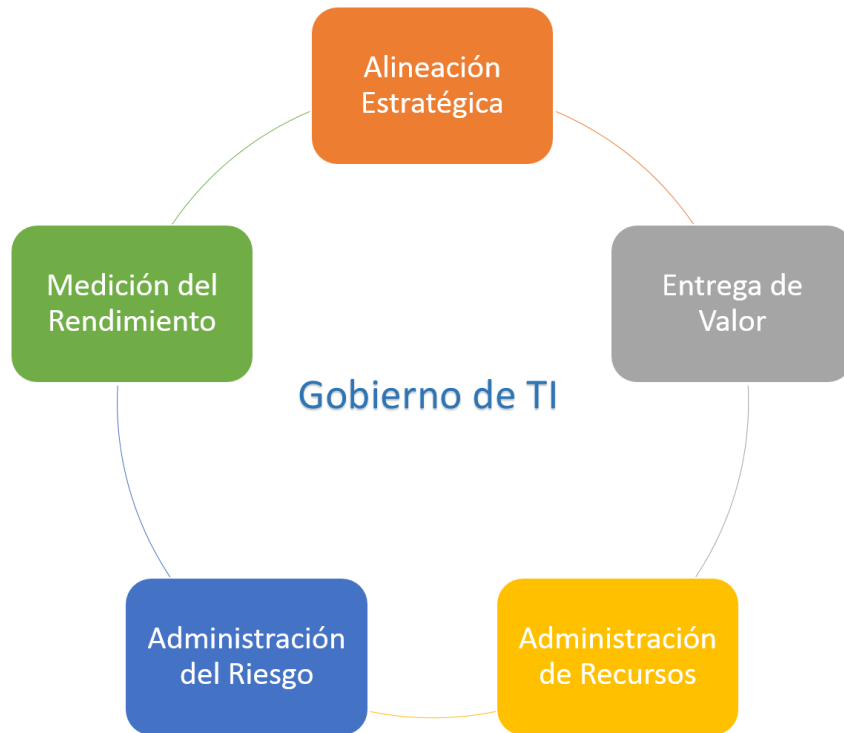 Alineación
Estratégica
Medición del
Rendimiento
Entrega de
Valor
Gobierno de TI
Administración
del Riesgo
Administración
de Recursos